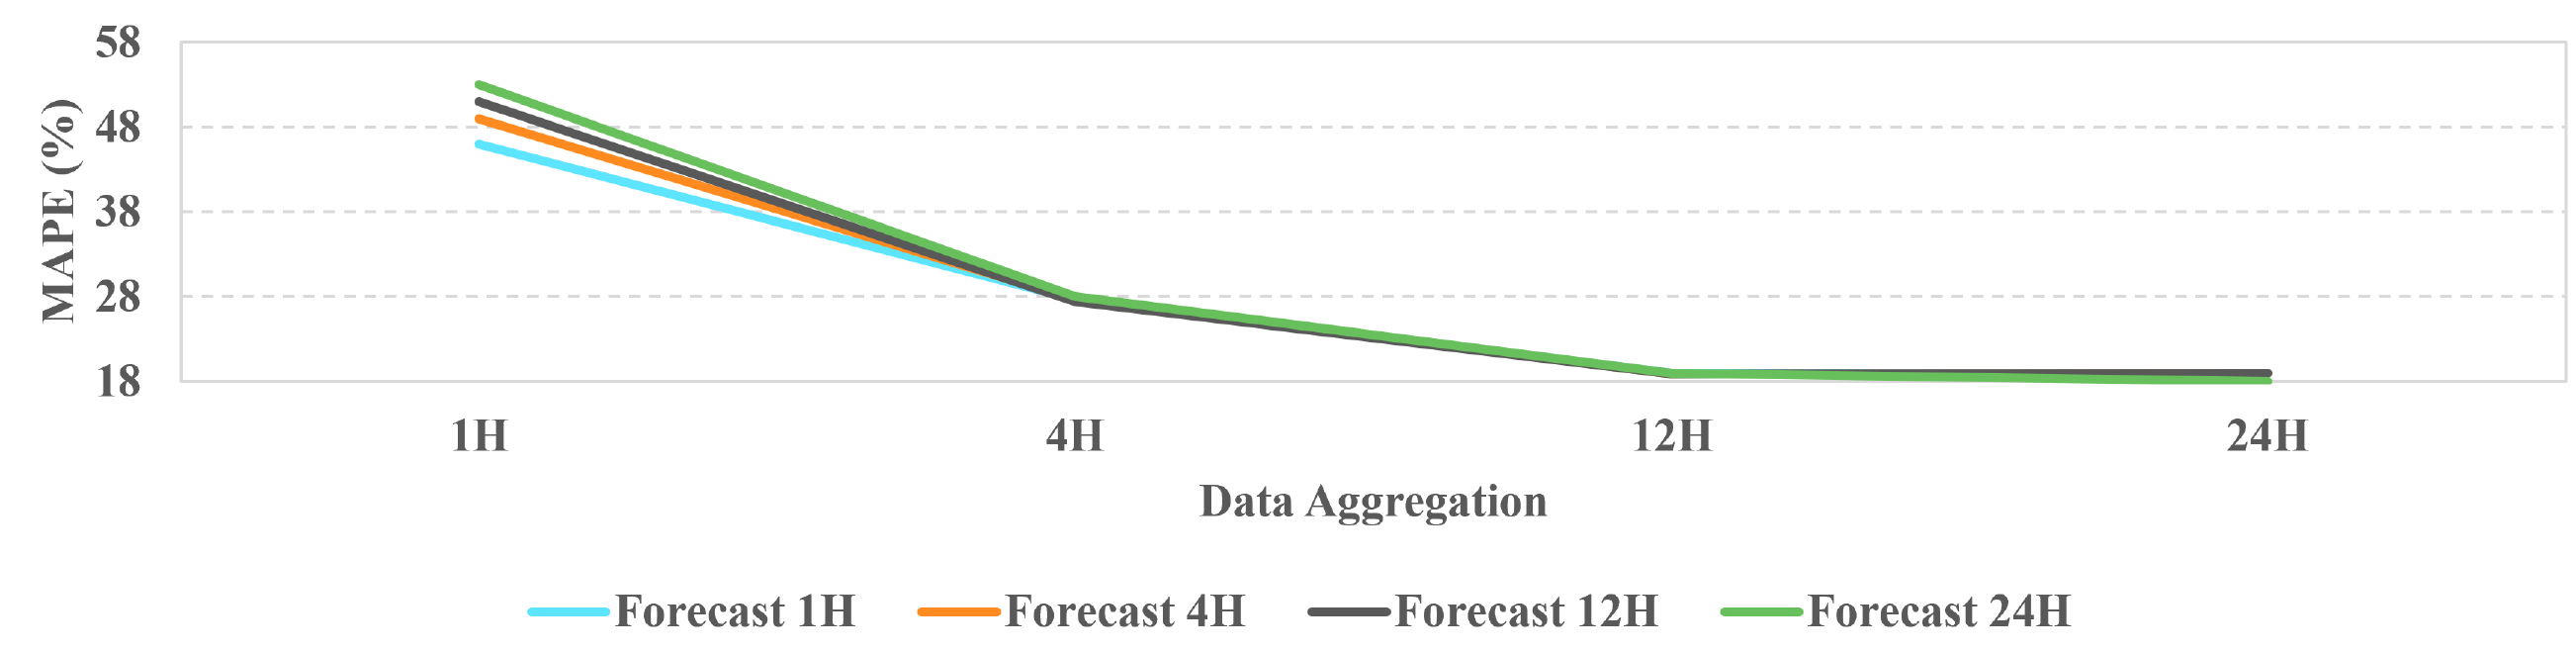 58
48
38
28
18
MAPE (%)
1H 4H 12H 24H
Data Aggregation
Forecast 1H Forecast 4H Forecast 12H Forecast 24H